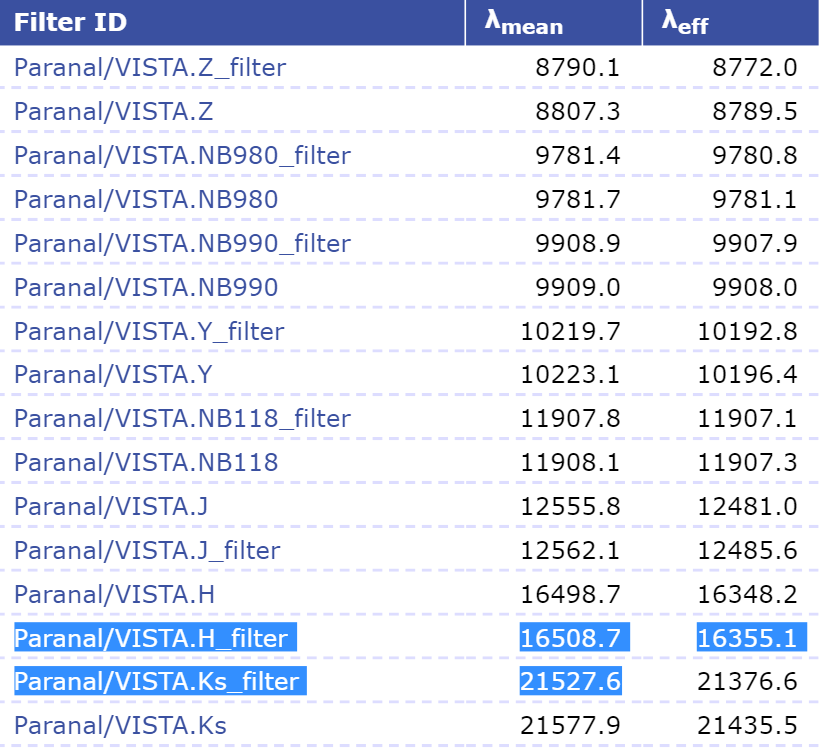 Filter ID λmean λeff
Paranal/VISTA.Z_filter 8790.1 8772.0
Paranal/VISTA.Z 8807.3 8789.5
Paranal/VISTA.NB980_filter 9781.4 9780.8
Paranal/VISTA.NB980 9781.7 9781.1
Paranal/VISTA.NB990_filter 9908.9 9907.9
Paranal/VISTA.NB990 9909.0 9908.0
Paranal/VISTA.Y_filter 10219.7 10192.8
Paranal/VISTA.Y 10223.1 10196.4
Paranal/VISTA.NB118_filter 11907.8 11907.1
Paranal/VISTA.NB118 11908.1 11907.3
Paranal/VISTA.J 12555.8 12481.0
Paranal/VISTA.J_filter 12562.1 12485.6
Paranal/VISTA.H 16498.7 16348.2
Paranal/VISTA.H_filter 16508.7 16355.1
Paranal/VISTA.Ks_filter 21527.6 21376.6
Paranal/VISTA.Ks 21577.9 21435.5